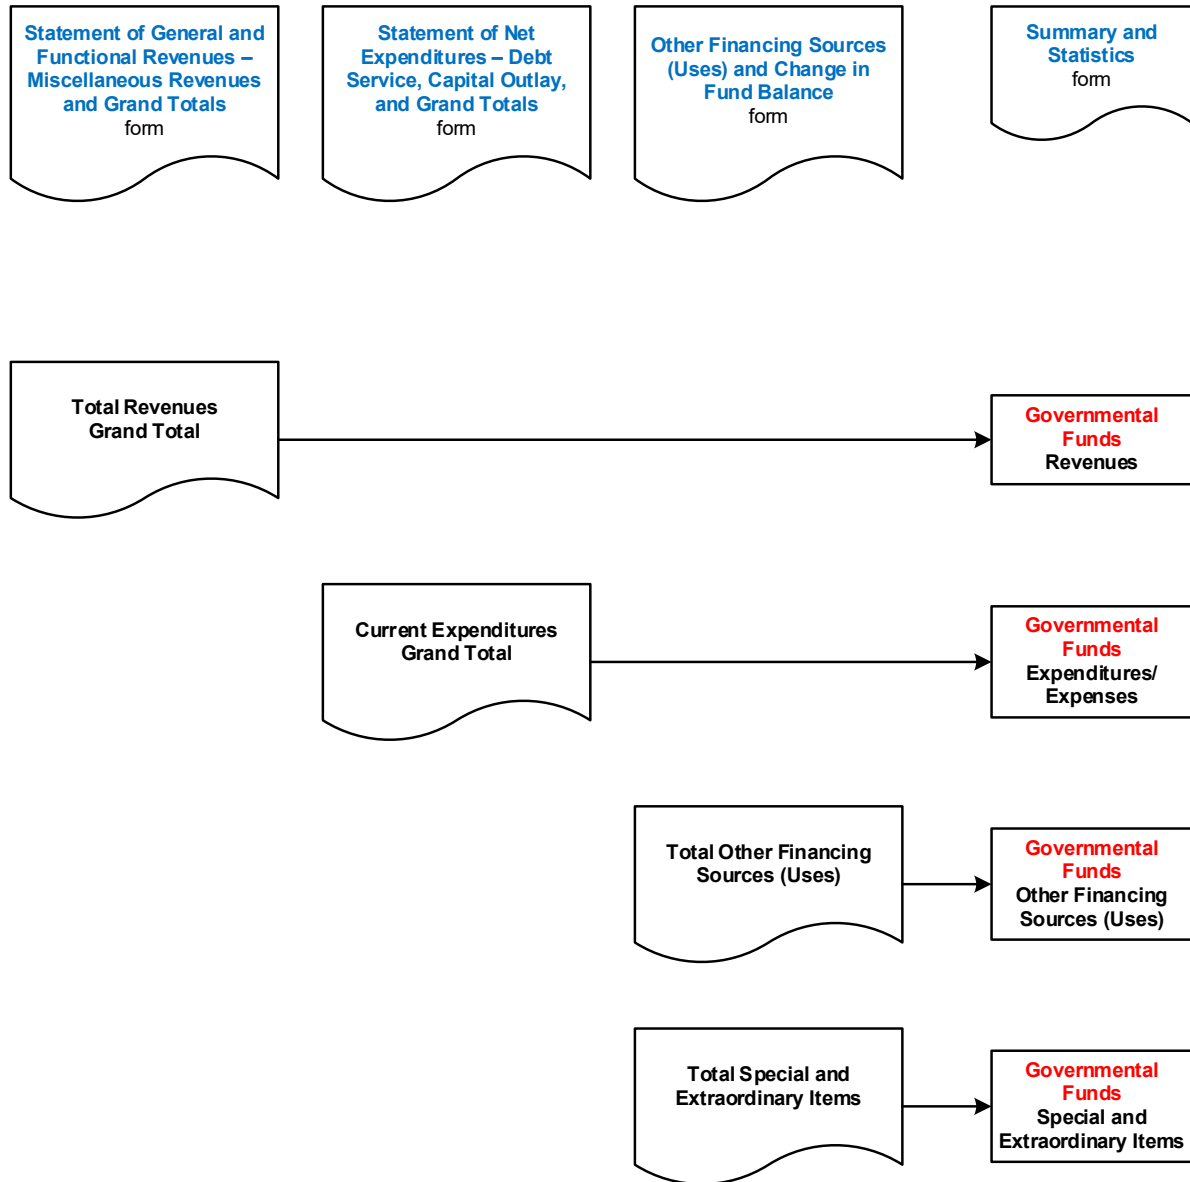 Statement of General and
Functional Revenues –
Miscellaneous Revenues
and Grand Totals
form
Statement of Net
Expenditures – Debt
Service, Capital Outlay,
and Grand Totals
form
Other Financing Sources
(Uses) and Change in
Fund Balance
form
Summary and
Statistics
form
Total Revenues
Grand Total
Governmental
Funds
Revenues
Current Expenditures
Grand Total
Governmental
Funds
Expenditures/
Expenses
Total Other Financing
Sources (Uses)
Governmental
Funds
Other Financing
Sources (Uses)
Total Special and
Extraordinary Items
Governmental
Funds
Special and
Extraordinary Items